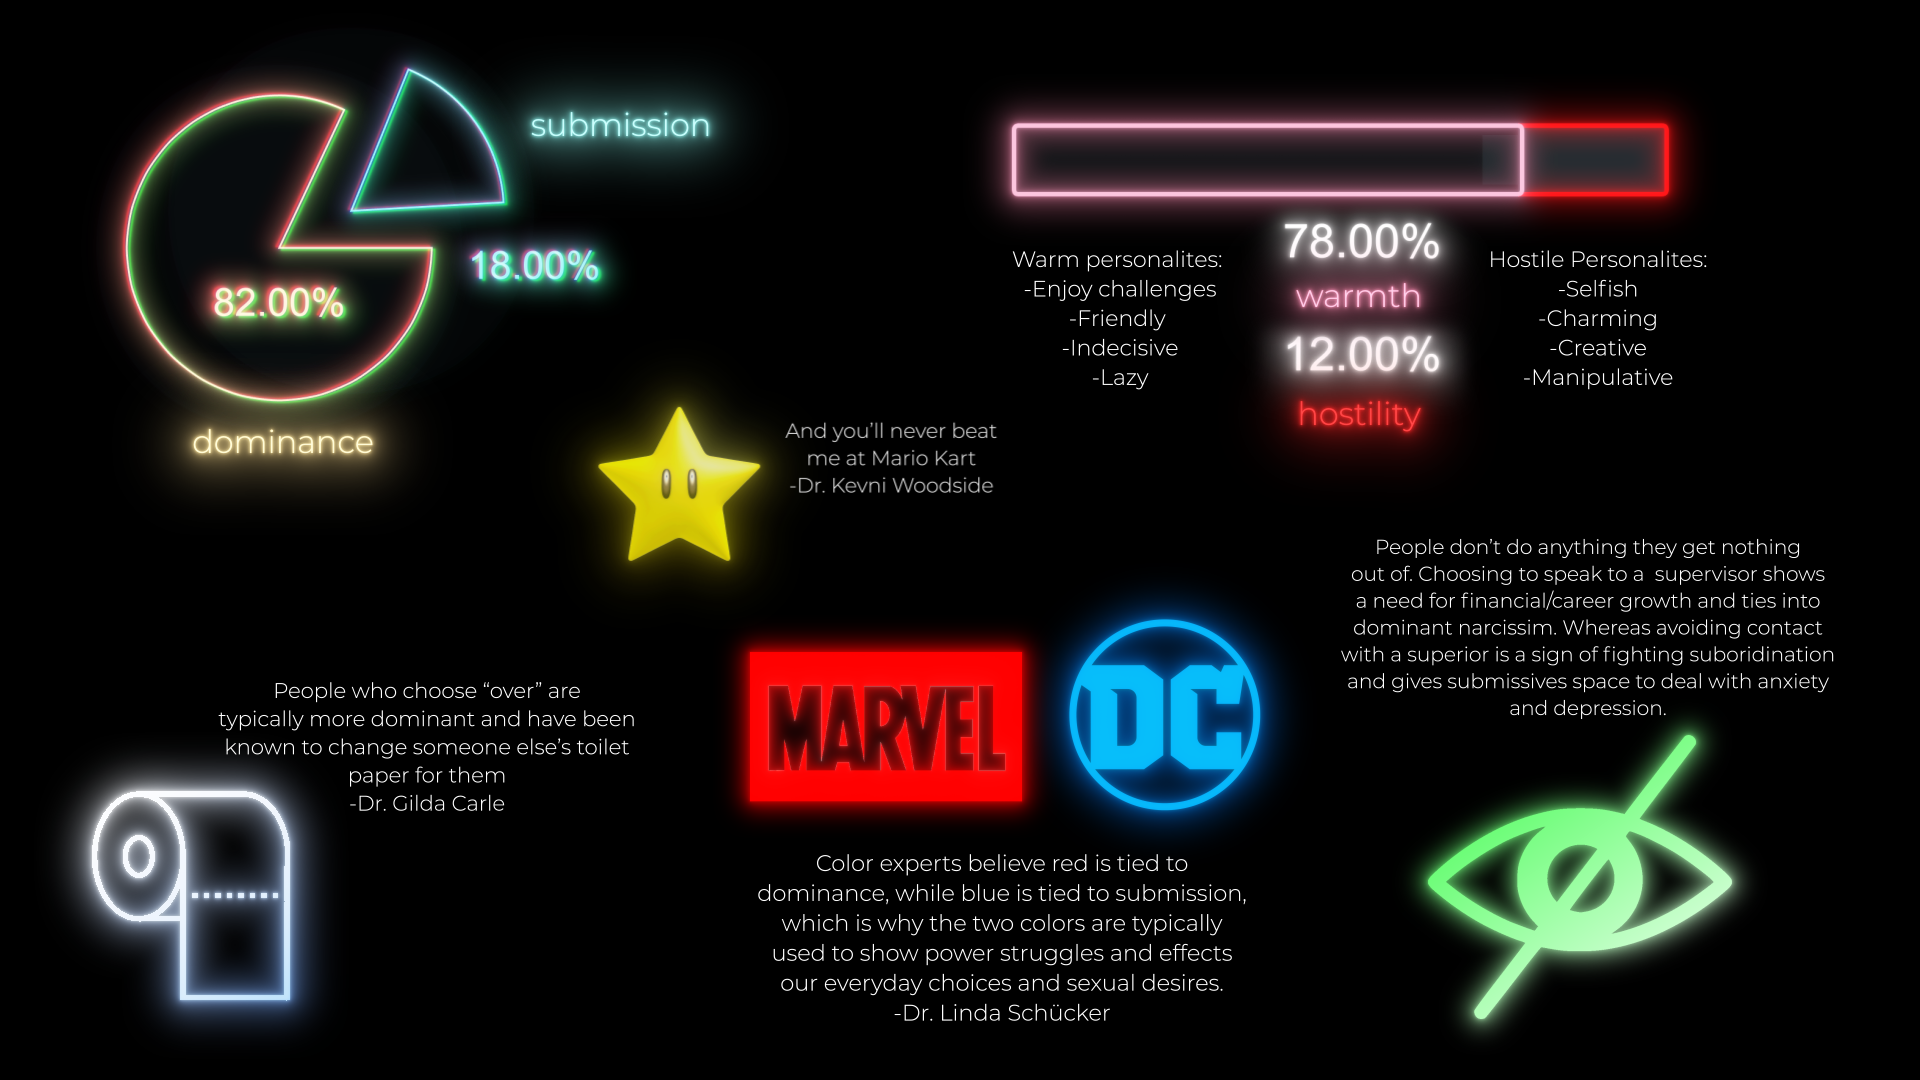 submission
18.00%
82.00%
dominance
78.00%
warmth
12.00%
hostility
Warm personalites:
-Enjoy challenges
-Friendly
-Indecisive
-Lazy
Hostile Personalites:
-Selfish
-Charming
-Creative
-Manipulative
And you'll never beat
me at Mario Kart
-Dr. Kevni Woodside
People don't do anything they get nothing
out of. Choosing to speak to a  supervisor shows
a need for financial/career growth and ties into
dominant narcissim. Whereas avoiding contact
with a superior is a sign of fighting suboridination
and gives submissives space to deal with anxiety
and depression.
People who choose “over” are
typically more dominant and have been
known to change someone else's toilet
paper for them
-Dr. Gilda Carle
MARVEL
DC
Color experts believe red is tied to
dominance, while blue is tied to submission,
which is why the two colors are typically
used to show power struggles and effects
our everyday choices and sexual desires.
-Dr. Linda Schücker